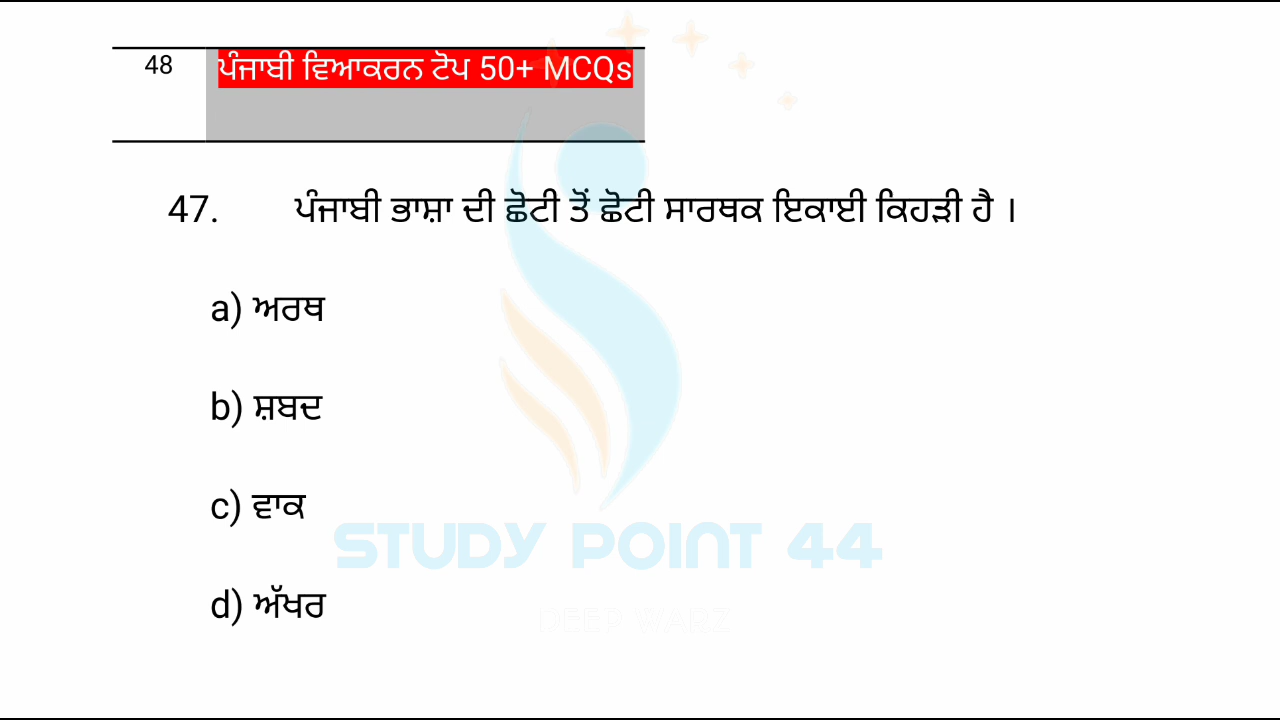 48
ਪੰਜਾਬੀ ਵਿਆਕਰਨ ਟੋਪ 50+ MCQs
47. ਪੰਜਾਬੀ ਭਾਸ਼ਾ ਦੀ ਛੋਟੀ ਤੋਂ ਛੋਟੀ ਸਾਰਥਕ ਇਕਾਈ ਕਿਹੜੀ ਹੈ ।
a) ਅਰਥ
b) ਸ਼ਬਦ
c) ਵਾਕ
STUDY POINT 44
d) ਅੱਖਰ
DEEP WARZ